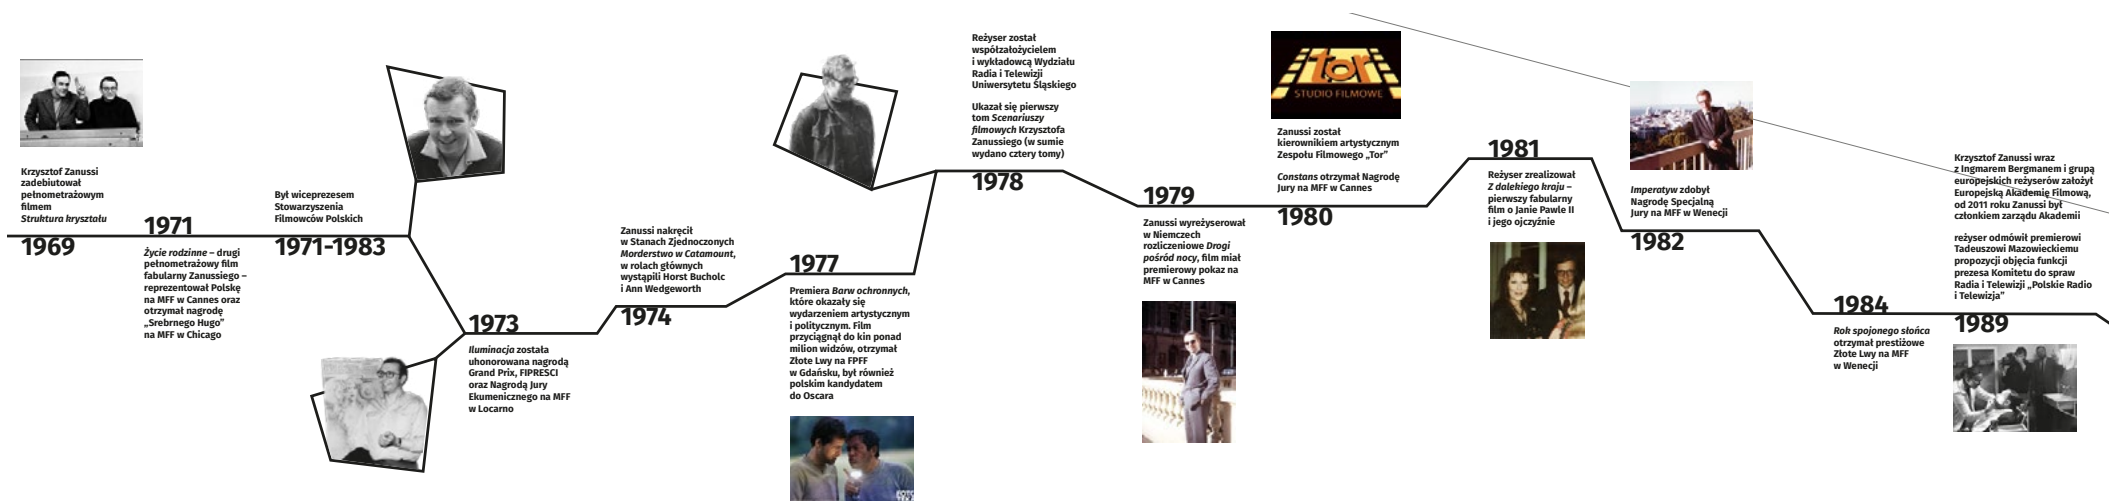 Krzysztof Zanussi
zadebiutował
pełnometrażowym
filmem
Struktura kryształu
1969
1971
Życie rodzinne – drugi
pełnometrażowy film
fabularny Zanussiego –
reprezentował Polskę
na MFF w Cannes oraz
otrzymał nagrodę
„Srebrnego Hugo”
na MFF w Chicago
Był wiceprezesem
Stowarzyszenia
Filmowców Polskich
1971-1983
1973
Iluminacja została
uhonorowana nagrodą
Grand Prix, FIPRESCI
oraz Nagrodą Jury
Ekumenicznego na MFF
w Locarno
Zanussi nakręcił
w Stanach Zjednoczonych
Morderstwo w Catamount,
w rolach głównych
wystąpili Horst Bucholc
i Ann Wedgeworth
1974
1977
Premiera Barw ochronnych,
które okazały się
wydarzeniem artystycznym
i politycznym. Film
przyciągnął do kin ponad
milion widzów, otrzymał
Złote Lwy na FPFF
w Gdańsku, był również
polskim kandydatem
do Oscara
Reżyser został
współzałożycielem
i wykładowcą Wydziału
Radia i Telewizji
Uniwersytetu Śląskiego
Ukazał się pierwszy
tom Scenariuszy
filmowych Krzysztofa
Zanussiego (w sumie
wydano cztery tomy)
1978
1979
Zanussi wyreżyserował
w Niemczech
rozliczeniowe Drogi
pośród nocy, film miał
premierowy pokaz na
MFF w Cannes
tor
STUDIO FILMOWE
Zanussi został
kierownikiem artystycznym
Zespołu Filmowego „Tor”
Constans otrzymał Nagrodę
Jury na MFF w Cannes
1980
1981
Reżyser zrealizował
Z dalekiego kraju –
pierwszy fabularny
film o Janie Pawle II
i jego ojczyźnie
Imperatyw zdobył
Nagrodę Specjalną
Jury na MFF w Wenecji
1982
1984
Rok spojonego słońca
otrzymał prestiżowe
Złote Lwy na MFF
w Wenecji
Krzysztof Zanussi wraz
z Ingmarem Bergmanem i grupą
europejskich reżyserów założył
Europejską Akademię Filmową,
od 2011 roku Zanussi był
członkiem zarządu Akademii
reżyser odmówił premierowi
Tadeuszowi Mazowieckiemu
propozycji objęcia funkcji
prezesa Komitetu do spraw
Radia i Telewizji „Polskie Radio
i Telewizja”
1989